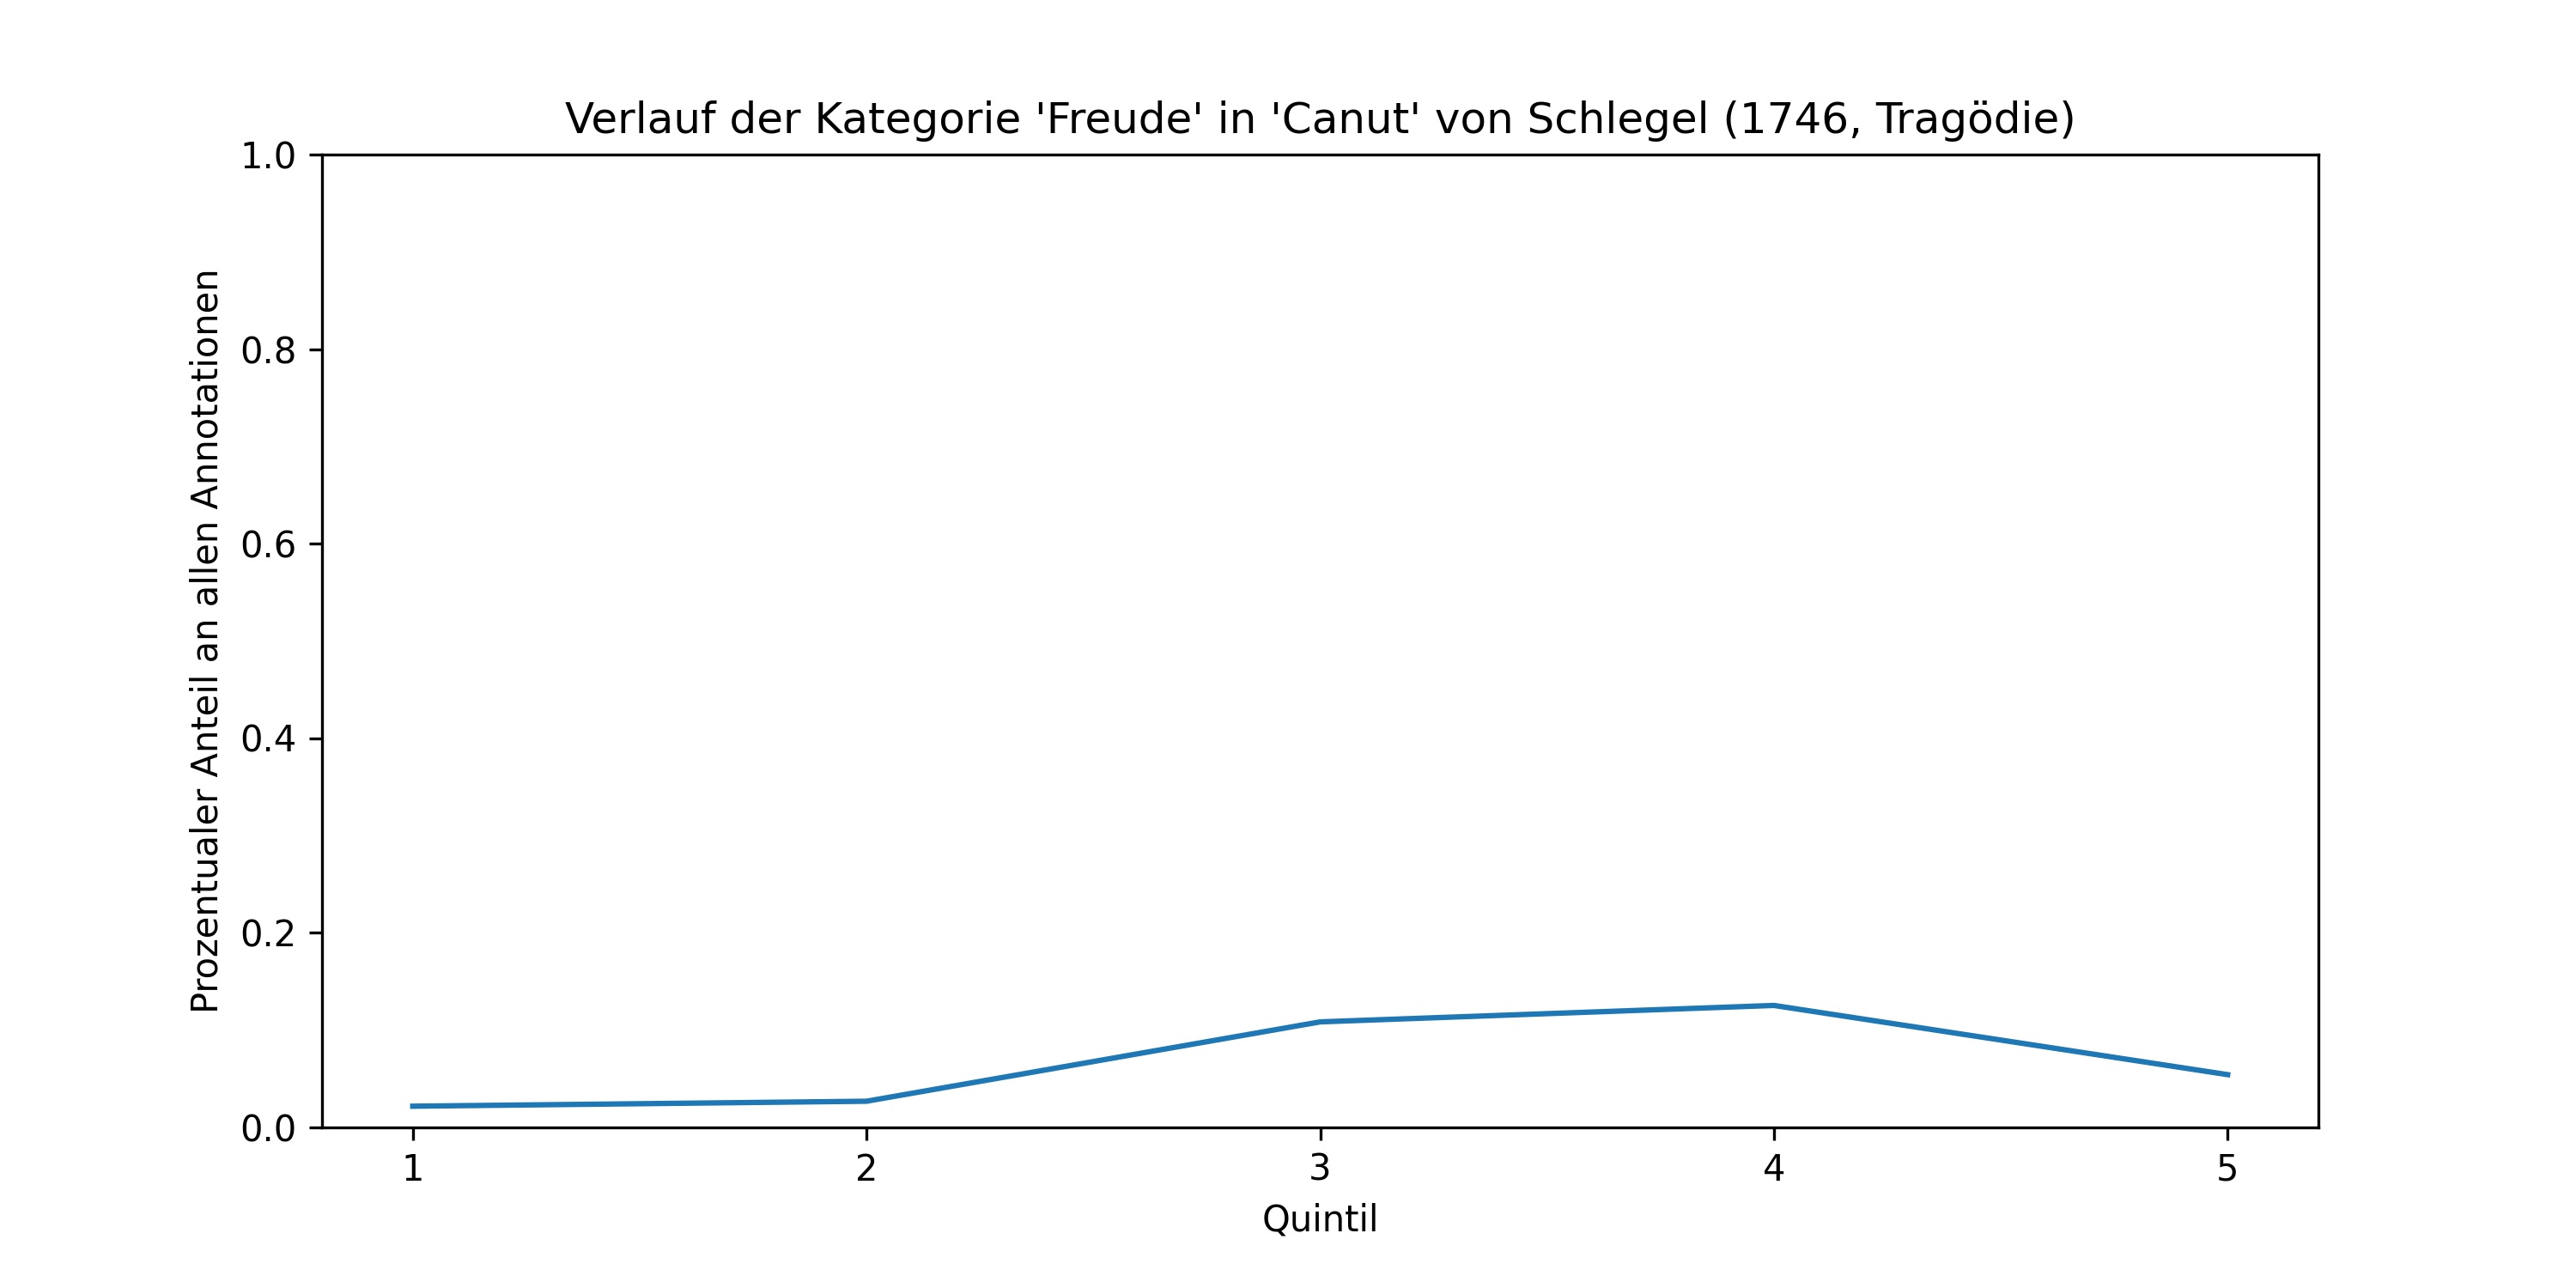 Verlauf der Kategorie 'Freude' in 'Canut' von Schlegel (1746, Tragödie)
Prozentualer Anteil an allen Annotationen
1.0
0.8
0.6
0.4
0.2
0.0
1 2 3 4 5
Quintil